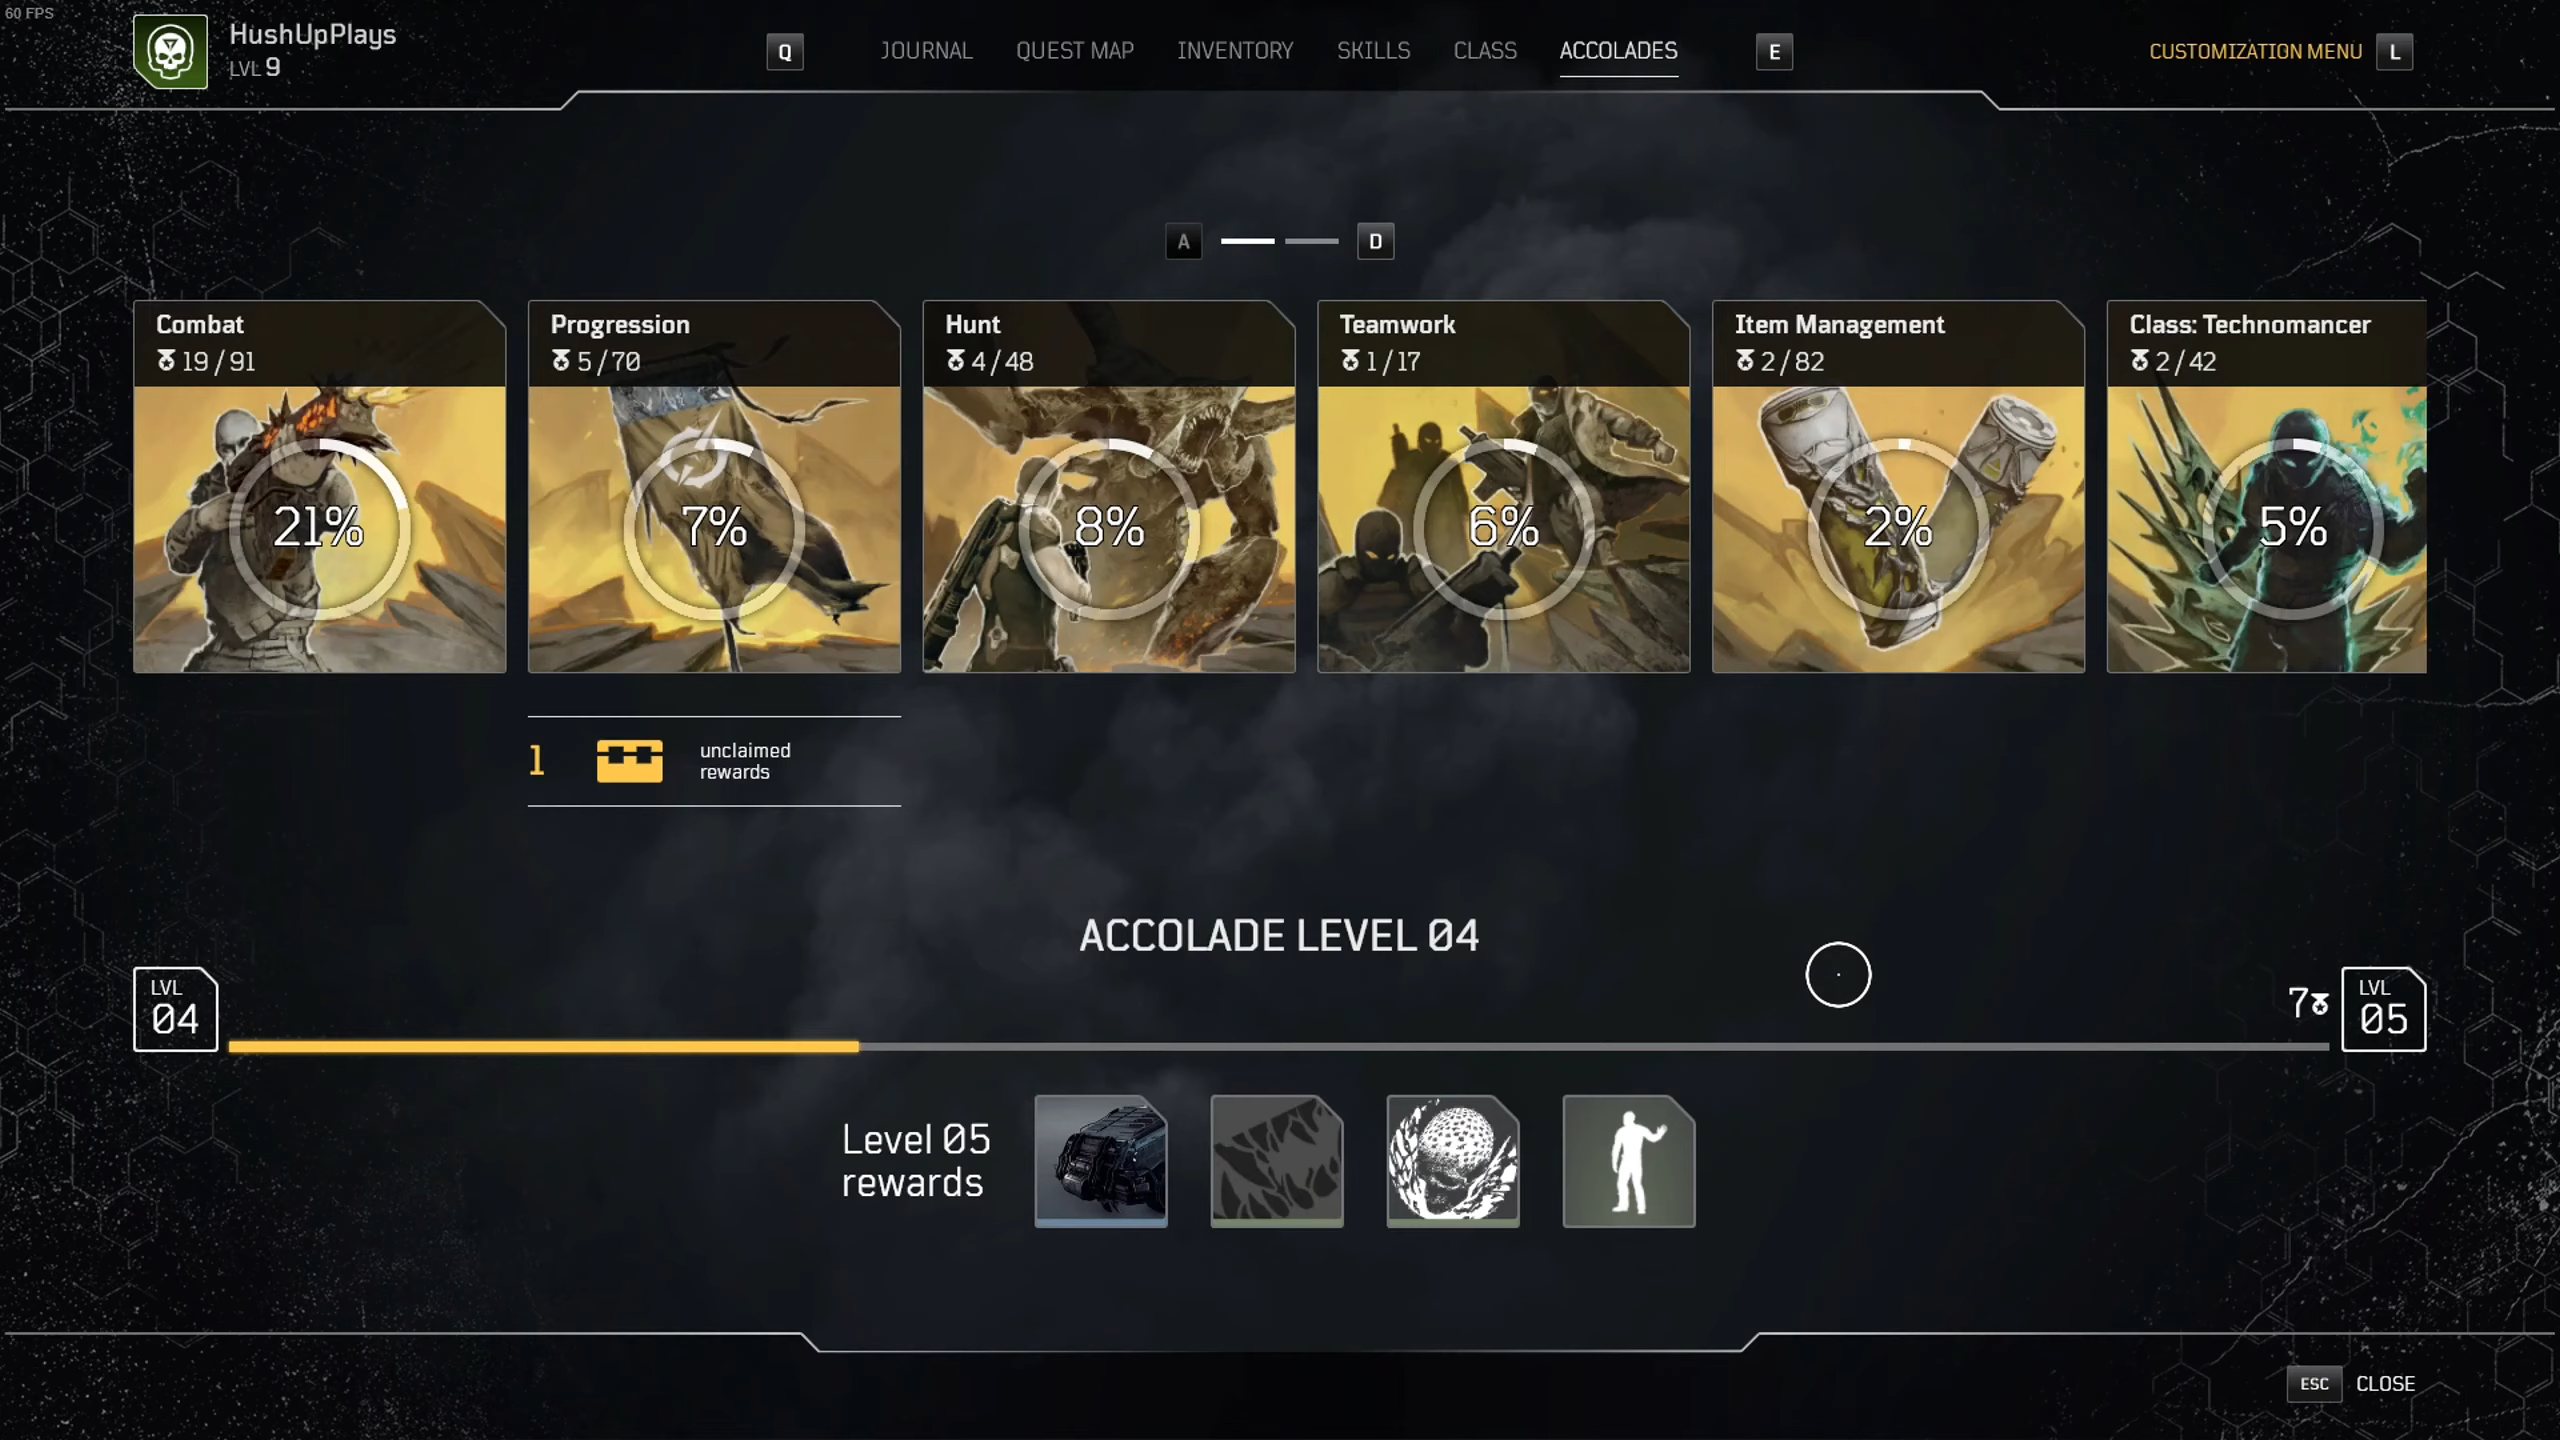 60 FPS
HushUpPlays
LVL 9
Q JOURNAL QUEST MAP INVENTORY SKILLS CLASS ACCOLADES E
CUSTOMIZATION MENU L
A D
Combat
19/91
21%
Progression
5/70
7%
Hunt
4/48
8%
Teamwork
1/17
6%
Item Management
2/82
2%
Class: Technomancer
2/42
5%
1 unclaimed
rewards
ACCOLADE LEVEL 04
LVL
04
7
LVL
05
Level 05
rewards
ESC CLOSE